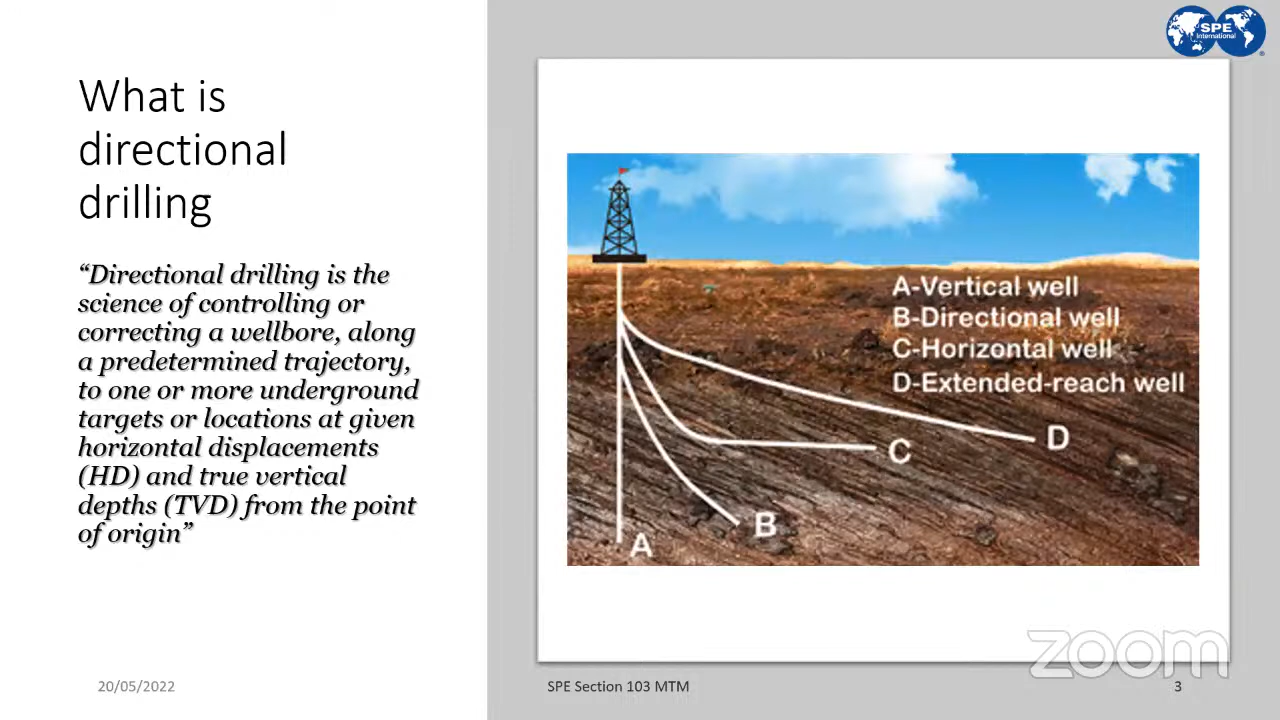 SPE
International
What is
directional
drilling
“Directional drilling is the
science of controlling or
correcting a wellbore, along
a predetermined trajectory,
to one or more underground
targets or locations at given
horizontal displacements
(HD) and true vertical
depths (TVD) from the point
of origin”
A-Vertical well
B-Directional well
C-Horizontal well
D-Extended-reach well
D
C
B
A
zoom
20/05/2022
SPE Section 103 MTM
3